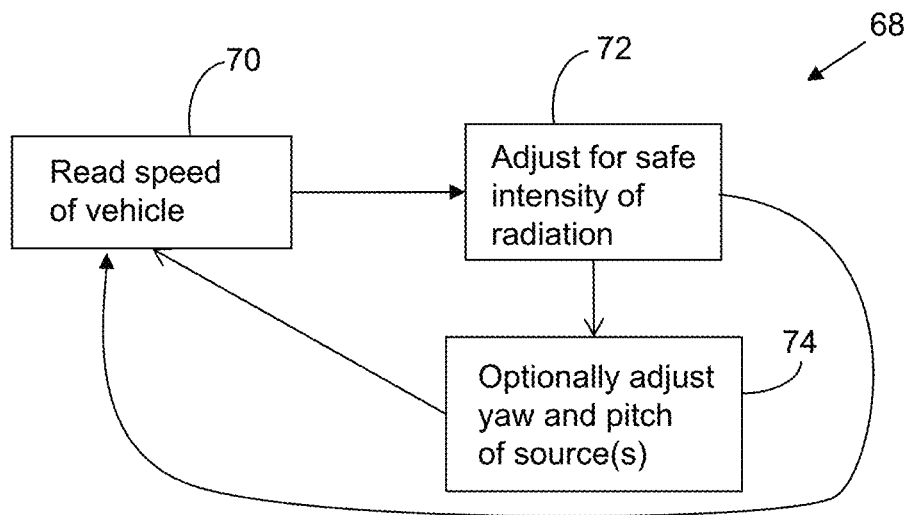 68
70
72
Read speed
of vehicle
Adjust for safe
intensity of
radiation
74
Optionally adjust
yaw and pitch
of source(s)